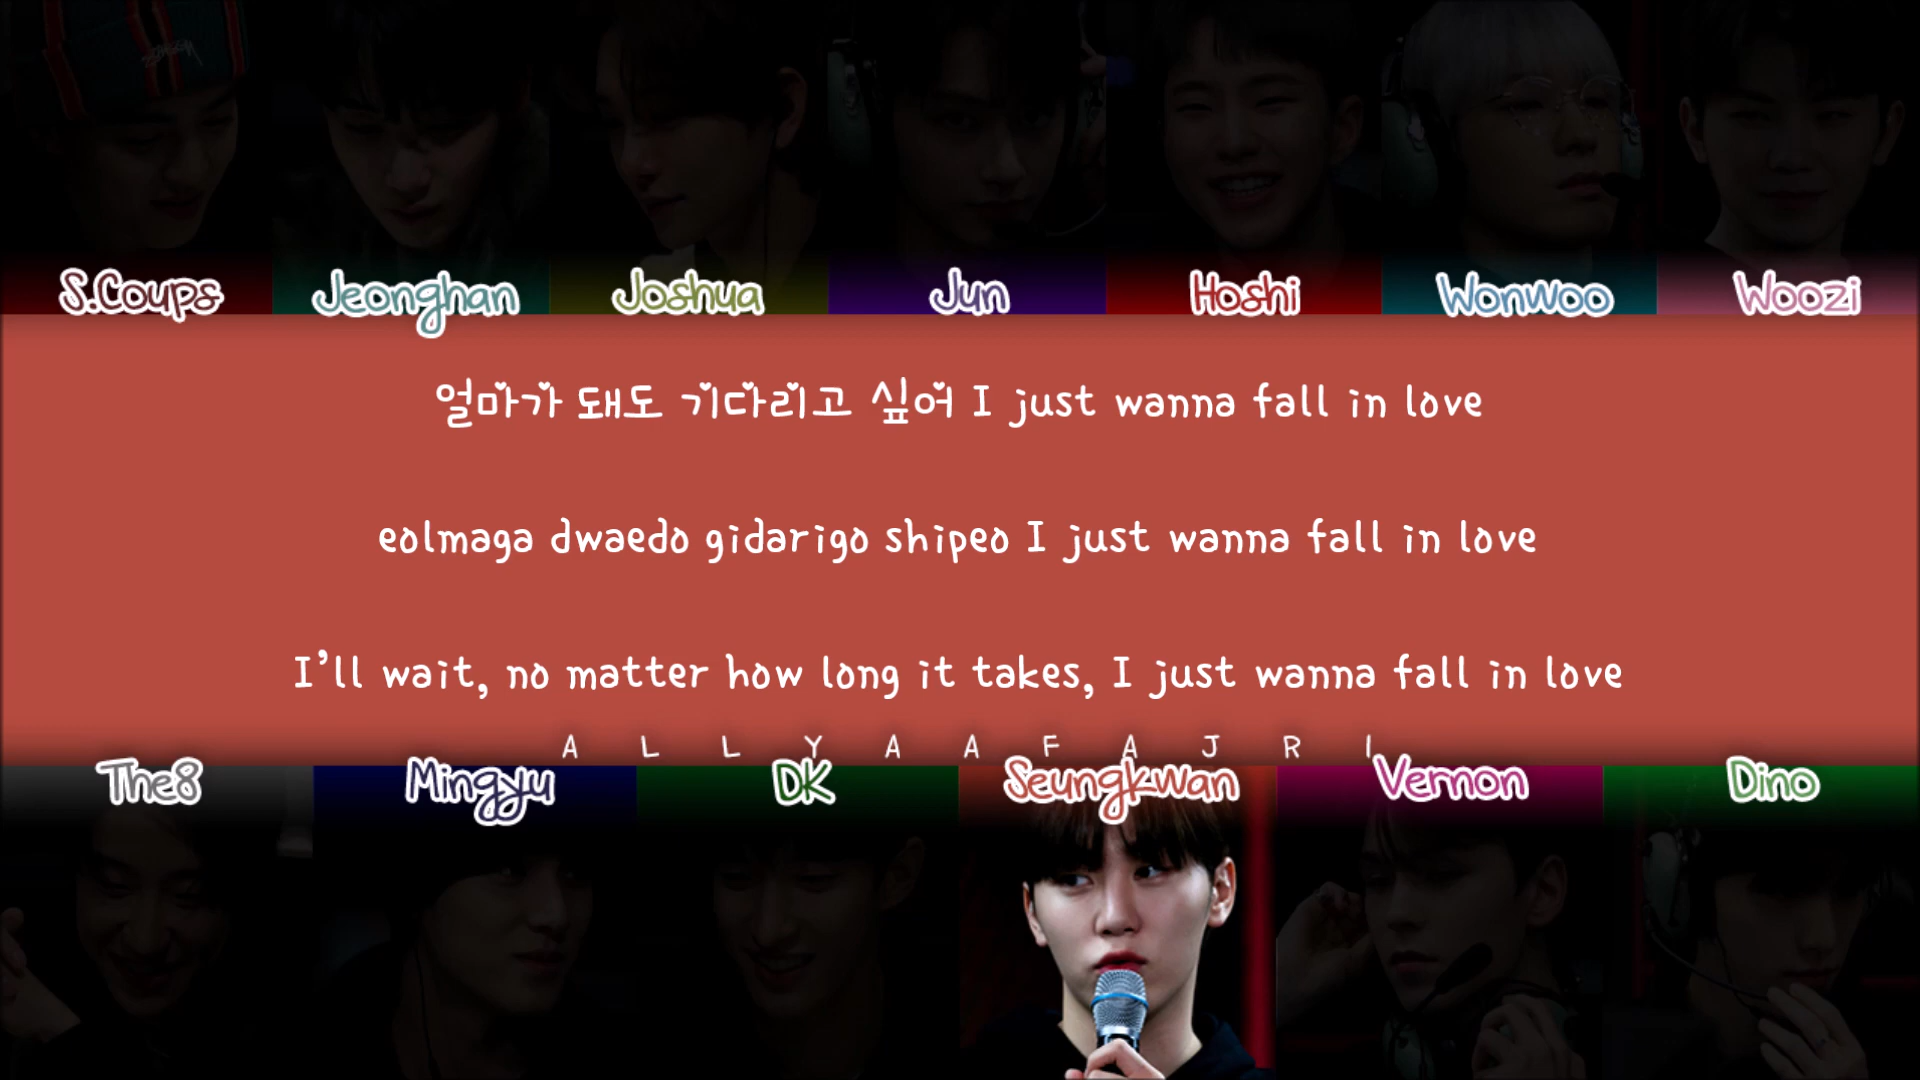 STÜSSY
S.Coups Jeonghan Joshua Jun Hoshi Wonwoo Woozi
얼마가 돼도 기다리고 싶어 I just wanna fall in love
eolmaga dwaedo gidarigo shipeo I just wanna fall in love
I'll wait, no matter how long it takes, I just wanna fall in love
A L L Y A A F A J R I
The8 Mingyu DK Seungkwan Vernon Dino